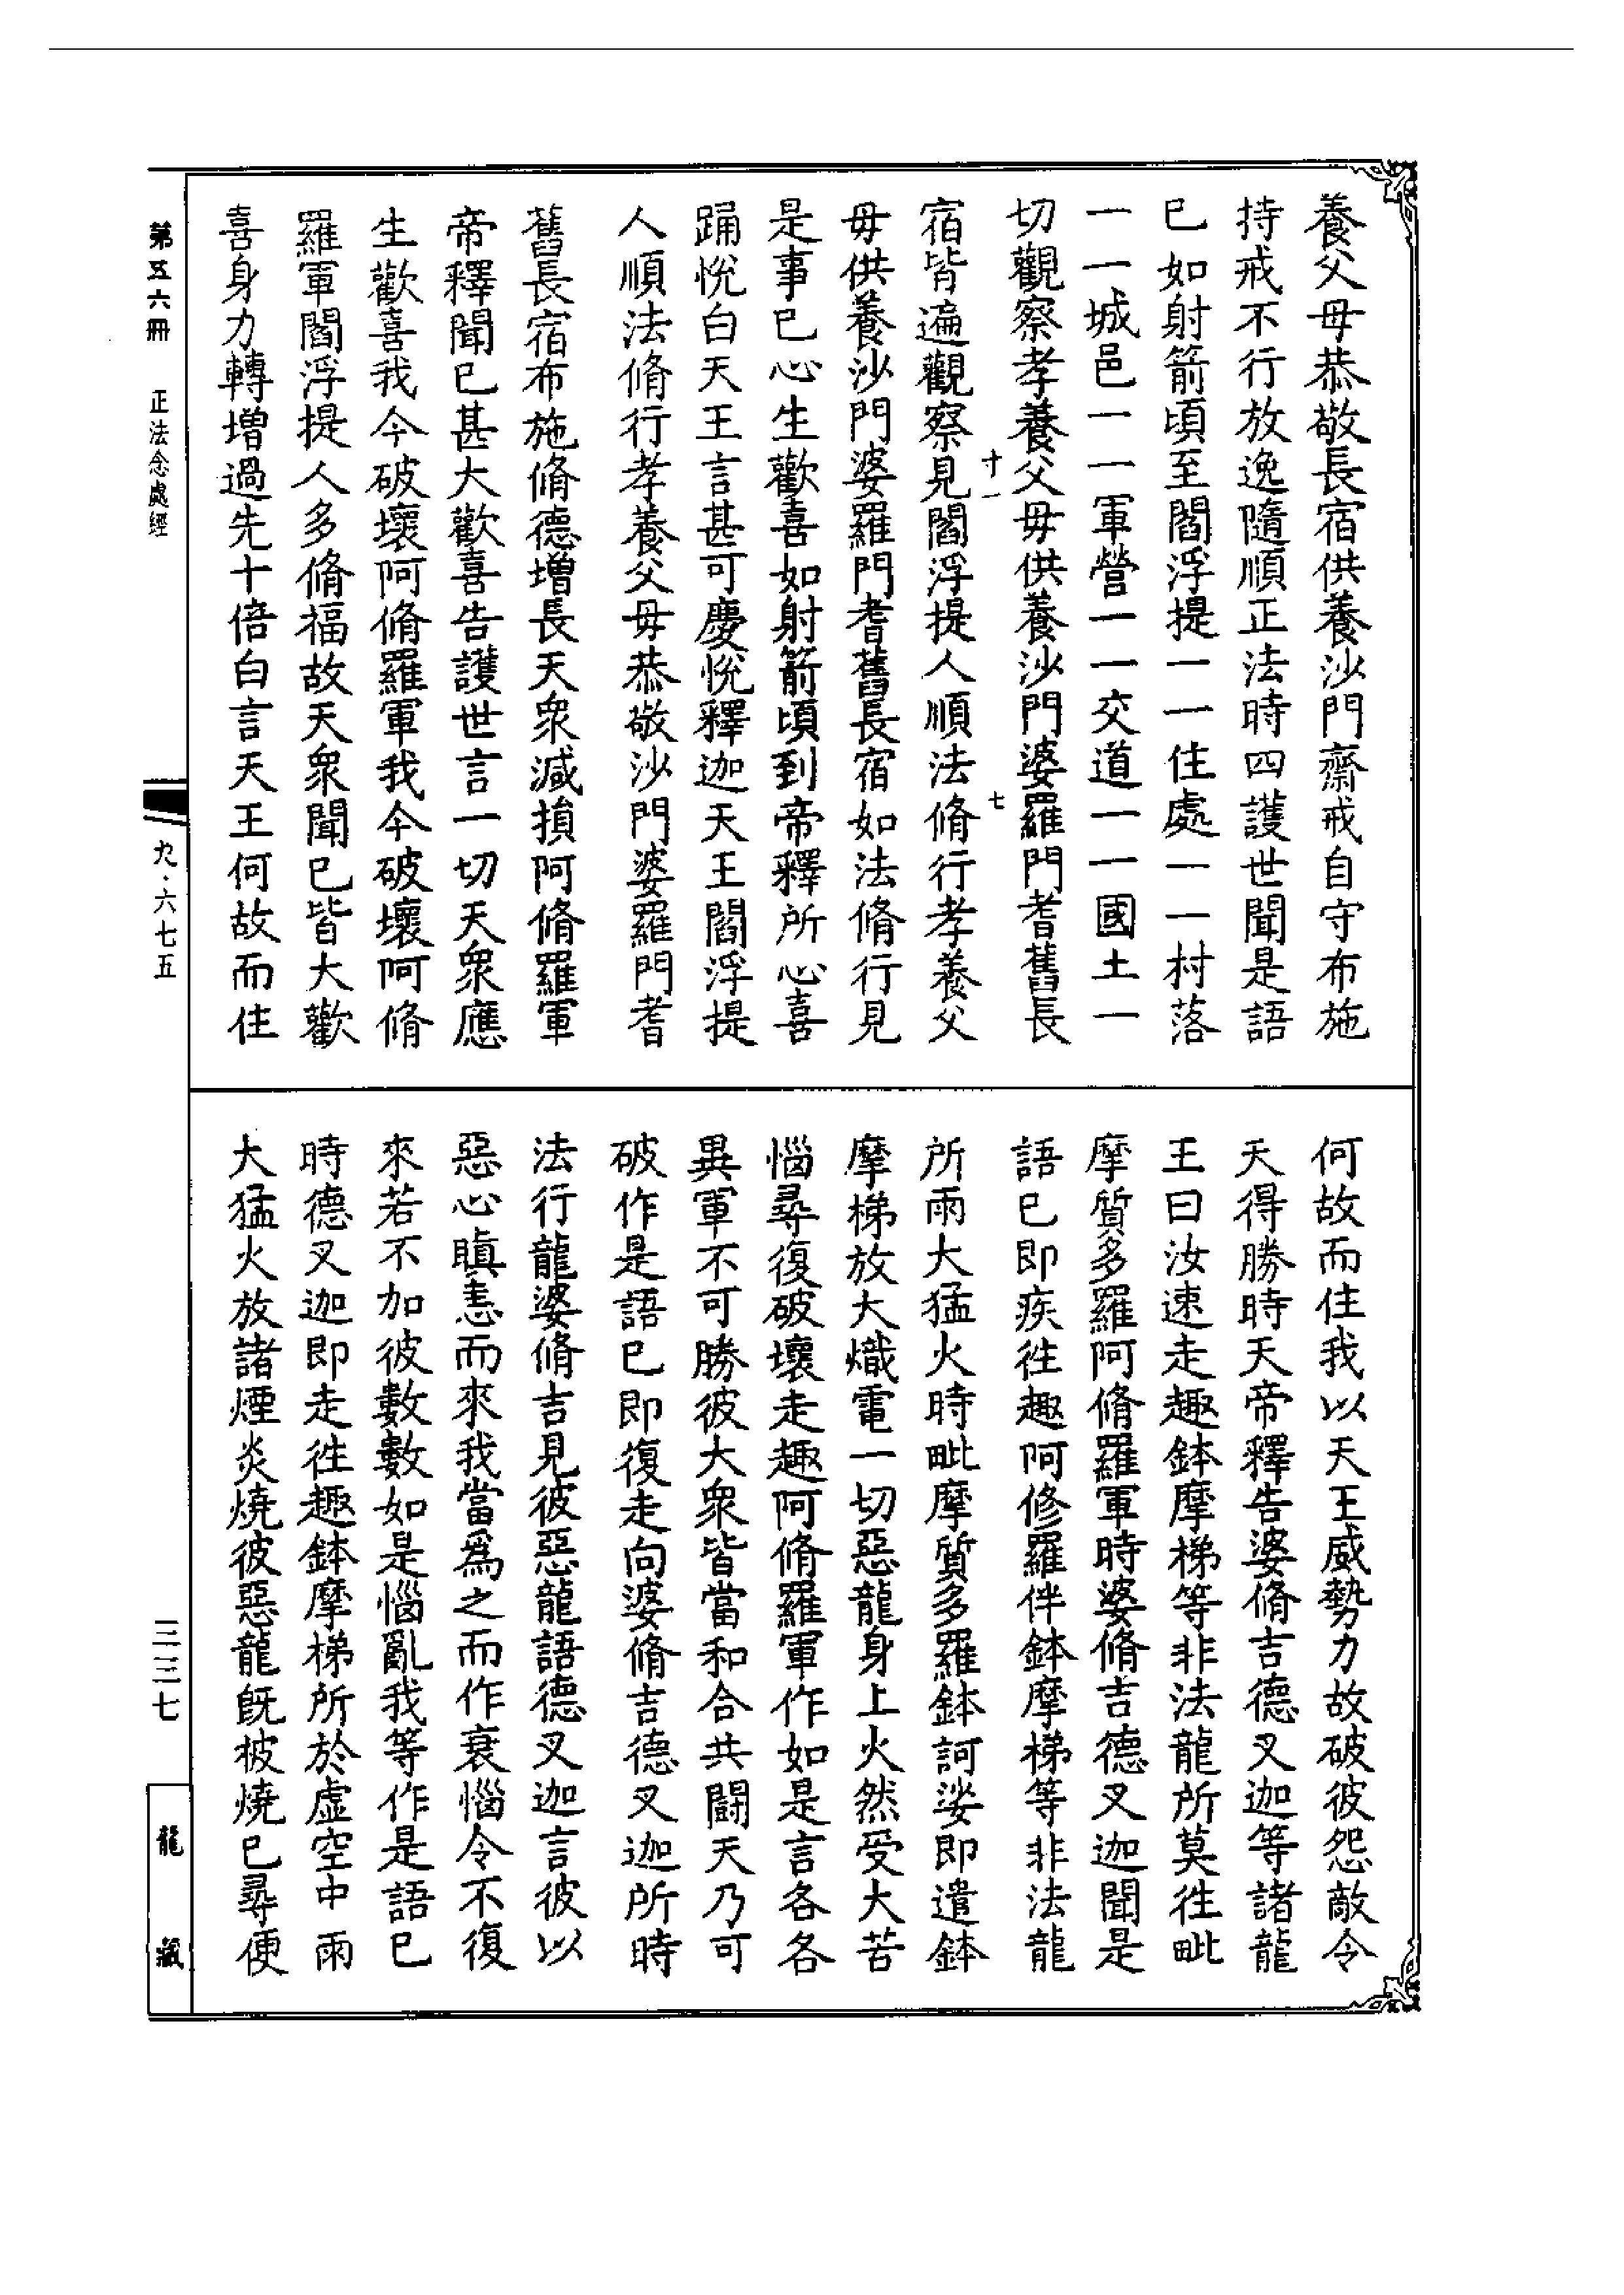 養父母恭敬長宿供養沙門齋戒自守布施
持戒不行放逸隨順正法時四護世聞是語
已如射箭頃至閻浮提一一住處一一村落
一一城邑一一軍營一一交道一一國土一
切觀察孝養父母供養沙門婆羅門耆舊長
宿皆遍觀察見閻浮提人順法脩行孝養父
母供養沙門婆羅門耆舊長宿如法脩行見
是事已心生歡喜如射箭頃到帝釋所心喜
踊悅白天王言甚可慶悅釋迦天王閻浮提
人順法脩行孝養父母恭敬沙門婆羅門耆
舊長宿布施脩德增長天眾減損阿脩羅軍
帝釋聞已甚大歡喜告護世言一切天眾應
生歡喜我今破壞阿脩羅軍我今破壞阿脩
羅軍閻浮提人多脩福故天眾聞已皆大歡
喜身力轉增過先十倍白言天王何故而住
十一
七
何故而住我以天王威勢力故破彼怨敵令
天得勝時天帝釋告婆脩吉德叉迦等諸龍
王曰汝速走趣鉢摩梯等非法龍所莫往毗
摩質多羅阿脩羅軍時婆脩吉德叉迦聞是
語已即疾往趣阿修羅伴鉢摩梯等非法龍
所雨大猛火時毗摩質多羅鉢訶娑即遣鉢
摩梯放大熾電一切惡龍身上火然受大苦
惱尋復破壞走趣阿脩羅軍作如是言各各
異軍不可勝彼大眾皆當和合共鬪天乃可
破作是語已即復走向婆脩吉德叉迦所時
法行龍婆脩吉見彼惡龍語德叉迦言彼以
惡心瞋恚而來我當為之而作衰惱令不復
來若不加彼數數如是惱亂我等作是語已
時德叉迦即走往趣鉢摩梯所於虛空中雨
大猛火放諸煙炎燒彼惡龍既被燒已尋便
第五六冊 正法念處經
九·六七五
三三七
龍藏